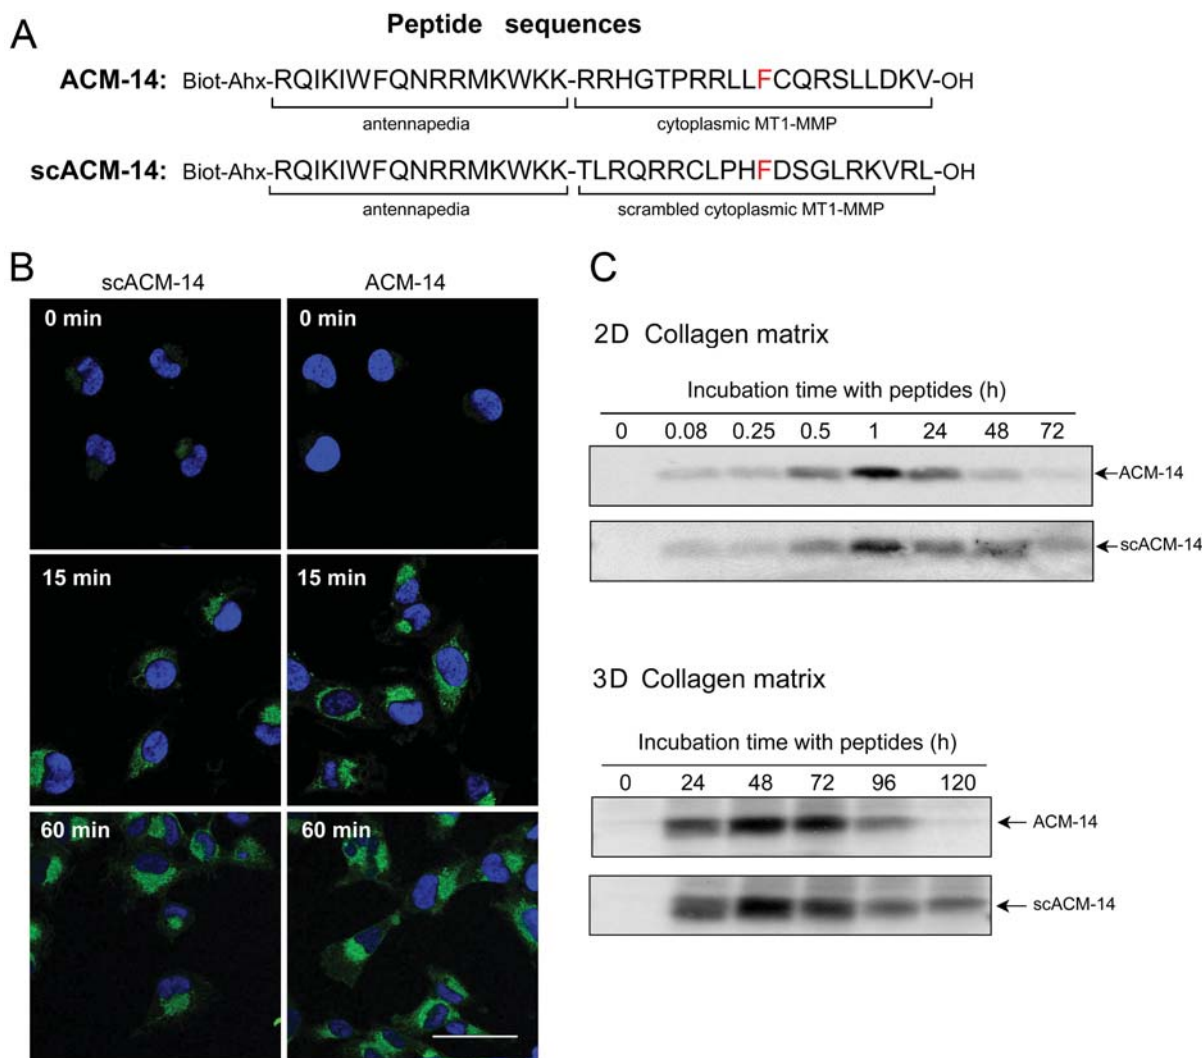 A
Peptide sequences
ACM-14: Biot-Ahx-RQIKIWFQNRRMKWKK-RRHGTPRRLLFCQRSLLDKV-OH
antennapedia cytoplasmic MT1-MMP
scACM-14: Biot-Ahx-RQIKIWFQNRRMKWKK-TLRQRRCLPHFDSGLRKVRL-OH
antennapedia scrambled cytoplasmic MT1-MMP
B
scACM-14 ACM-14
0 min 0 min
15 min 15 min
60 min 60 min
C
2D Collagen matrix
Incubation time with peptides (h)
0 0.08 0.25 0.5 1 24 48 72
ACM-14
scACM-14
3D Collagen matrix
Incubation time with peptides (h)
0 24 48 72 96 120
ACM-14
scACM-14